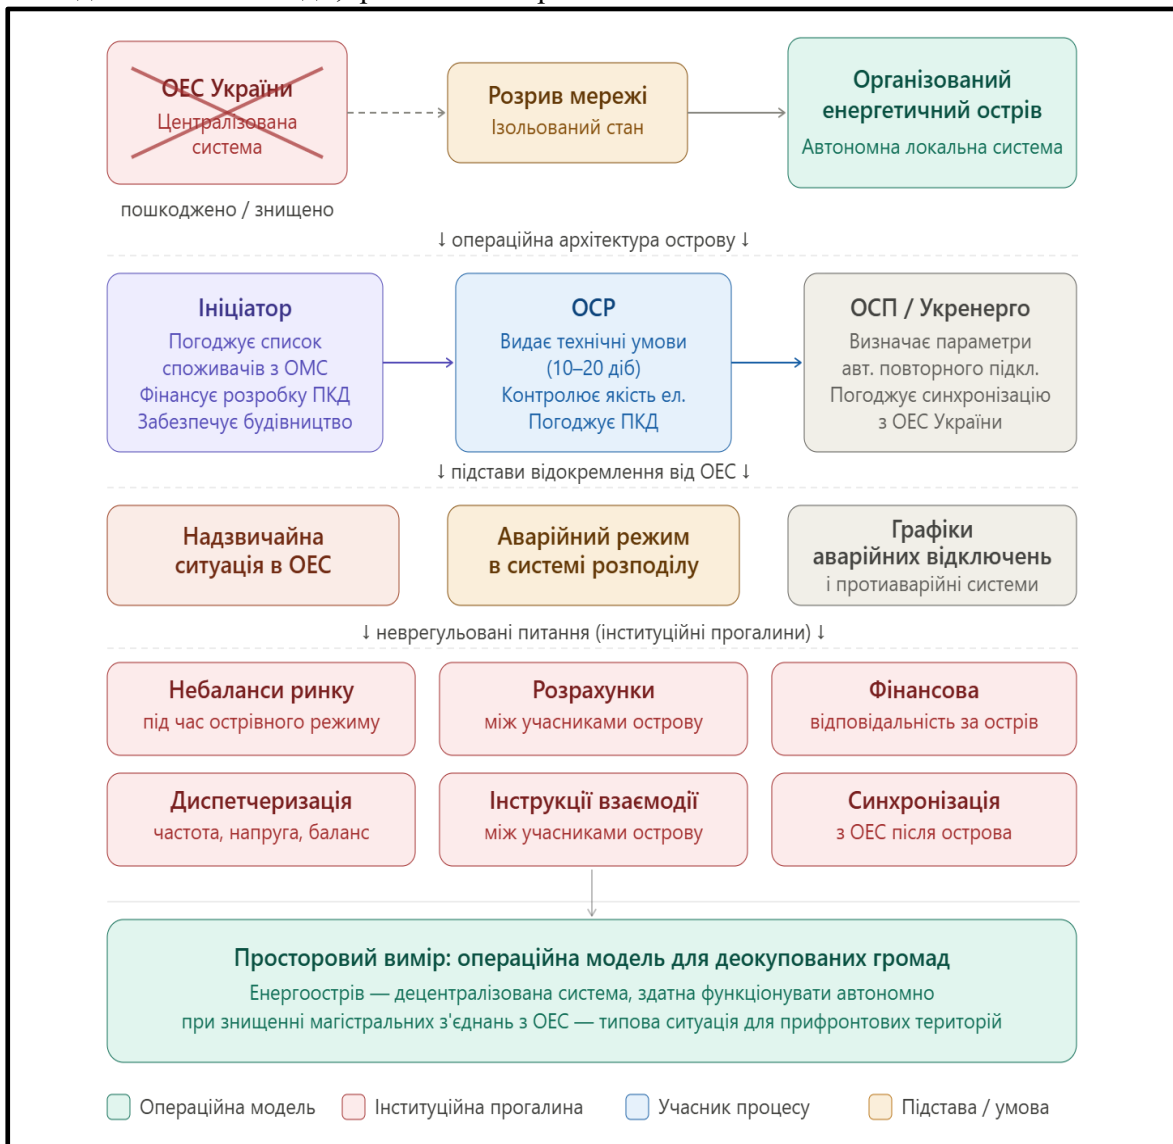 ОЕС України
Централізована
система
Розрив мережі
Ізольований стан
Організований
енергетичний острів
Автономна локальна система
пошкоджено / знищено
↓ операційна архітектура острову ↓
Ініціатор
Погоджує список
споживачів з ОМС
Фінансує розробку ПКД
Забезпечує будівництво
ОСР
Видає технічні умови
(10–20 діб)
Контролює якість ел.
Погоджує ПКД
ОСП / Укренерго
Визначає параметри
авт. повторного підкл.
Погоджує синхронізацію
з ОЕС України
↓ підстави відокремлення від ОЕС ↓
Надзвичайна
ситуація в ОЕС
Аварійний режим
в системі розподілу
Графіки
аварійних відключень
і протиаварійні системи
↓ неврегульовані питання (інституційні прогалини) ↓
Небаланси ринку
під час острівного режиму
Розрахунки
між учасниками острову
Фінансова
відповідальність за острів
Диспетчеризація
частота, напруга, баланс
Інструкції взаємодії
між учасниками острову
Синхронізація
з ОЕС після острова
Просторовий вимір: операційна модель для деокупованих громад
Енергоострів — децентралізована система, здатна функціонувати автономно
при знищенні магістральних з'єднань з ОЕС — типова ситуація для прифронтових територій
Операційна модель
Інституційна прогалина
Учасник процесу
Підстава / умова